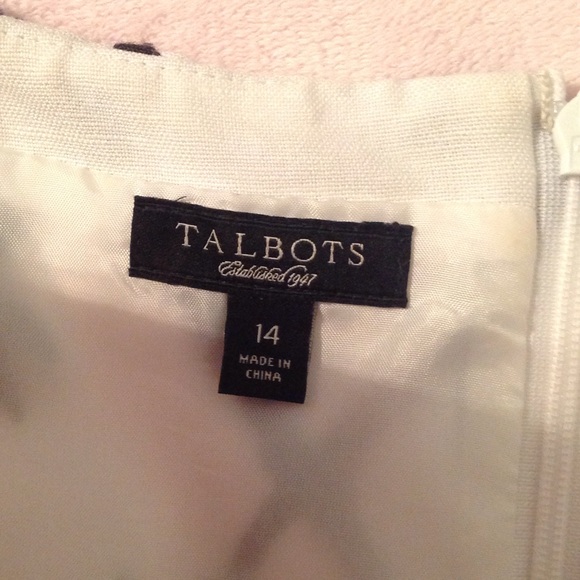 TALBOTS
Established 1947
14
MADE IN
CHINA